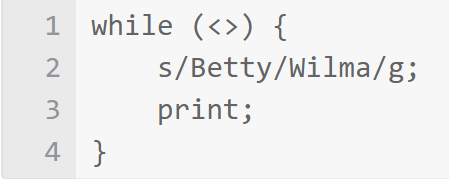 1 while (<>) {
2     s/Betty/Wilma/g;
3     print;
4 }